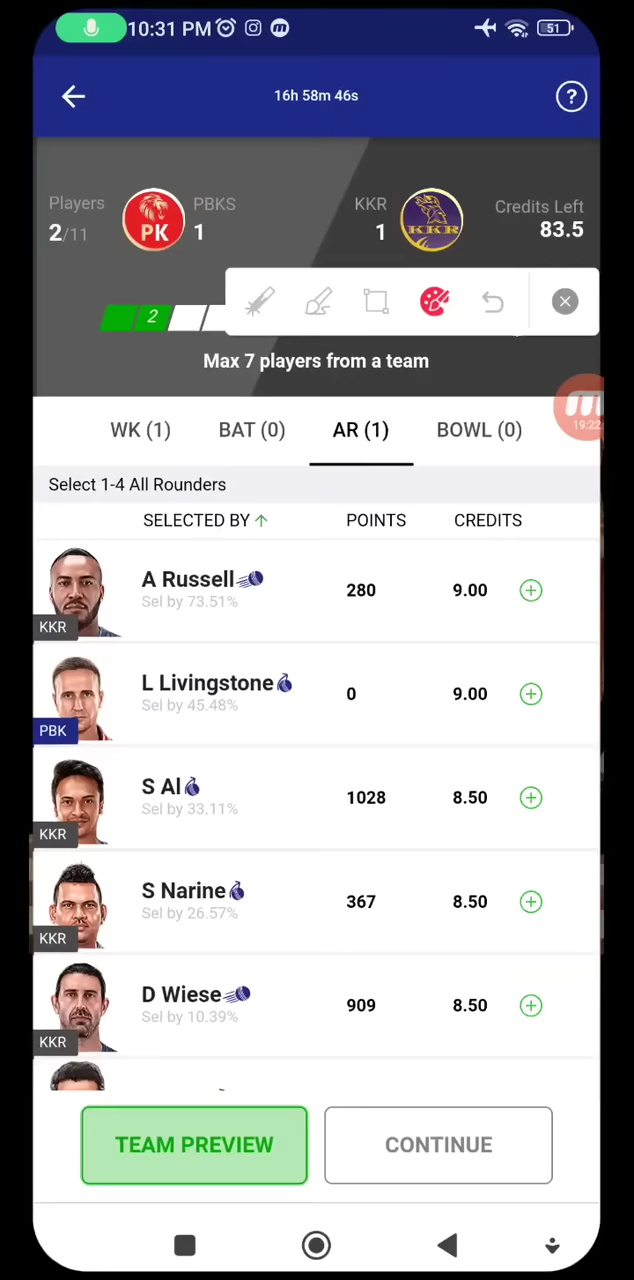 10:31 PM 51
16h 58m 46s ?
Players PBKS KKR Credits Left
2/11 PK 1 1 KKR 83.5
2
Max 7 players from a team
19:22
WK (1) BAT (0) AR (1) BOWL (0)
Select 1-4 All Rounders
SELECTED BY ↑ POINTS CREDITS
A Russell 280 9.00
Sel by 73.51%
KKR
L Livingstone 0 9.00
Sel by 45.48%
PBK
S Al 1028 8.50
Sel by 33.11%
KKR
S Narine 367 8.50
Sel by 26.57%
KKR
D Wiese 909 8.50
Sel by 10.39%
KKR
TEAM PREVIEW CONTINUE